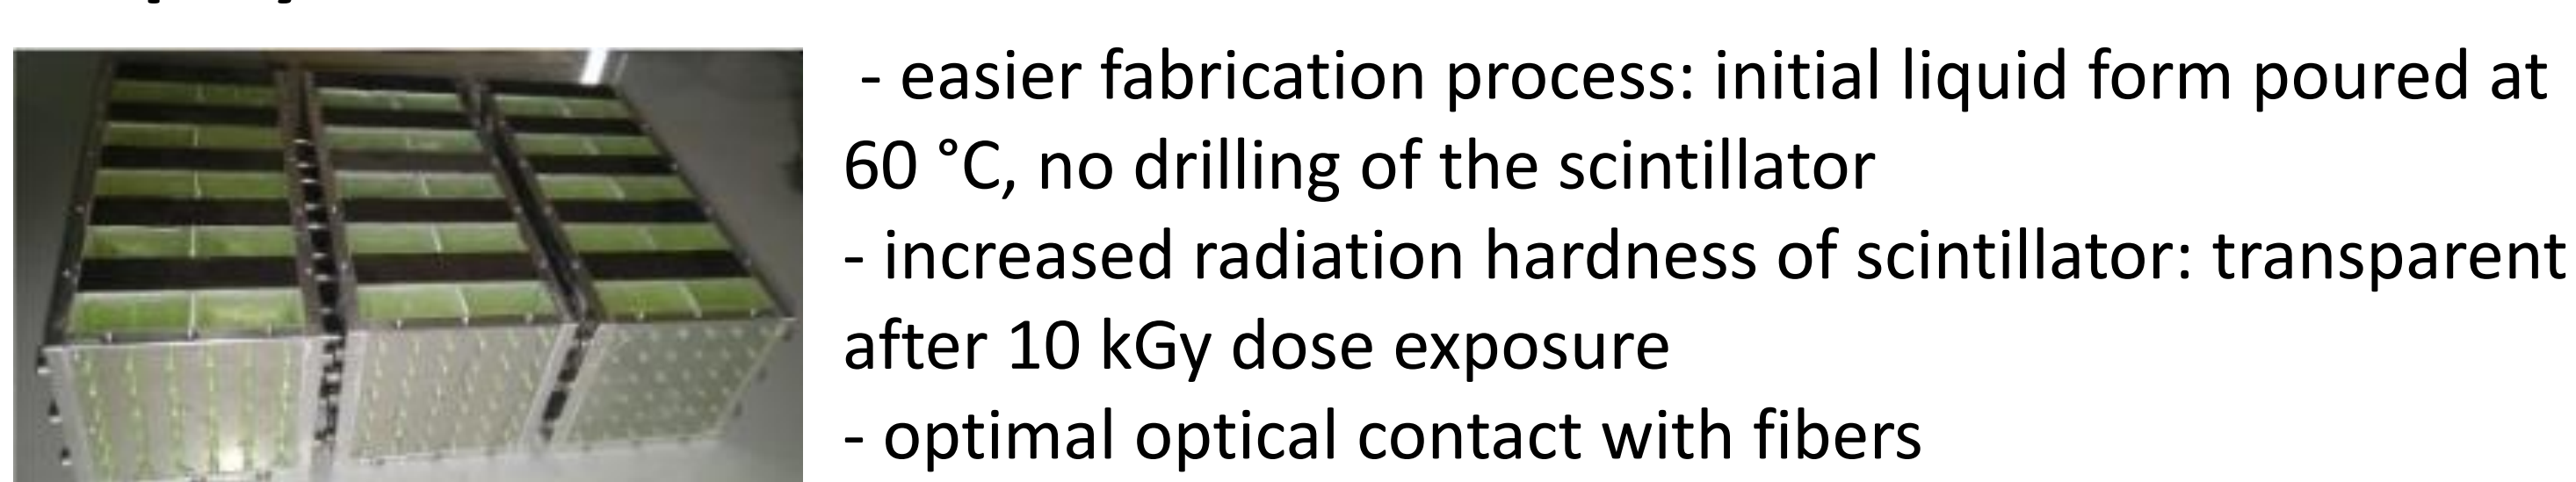 - easier fabrication process: initial liquid form poured at
60 °C, no drilling of the scintillator
- increased radiation hardness of scintillator: transparent
after 10 kGy dose exposure
- optimal optical contact with fibers